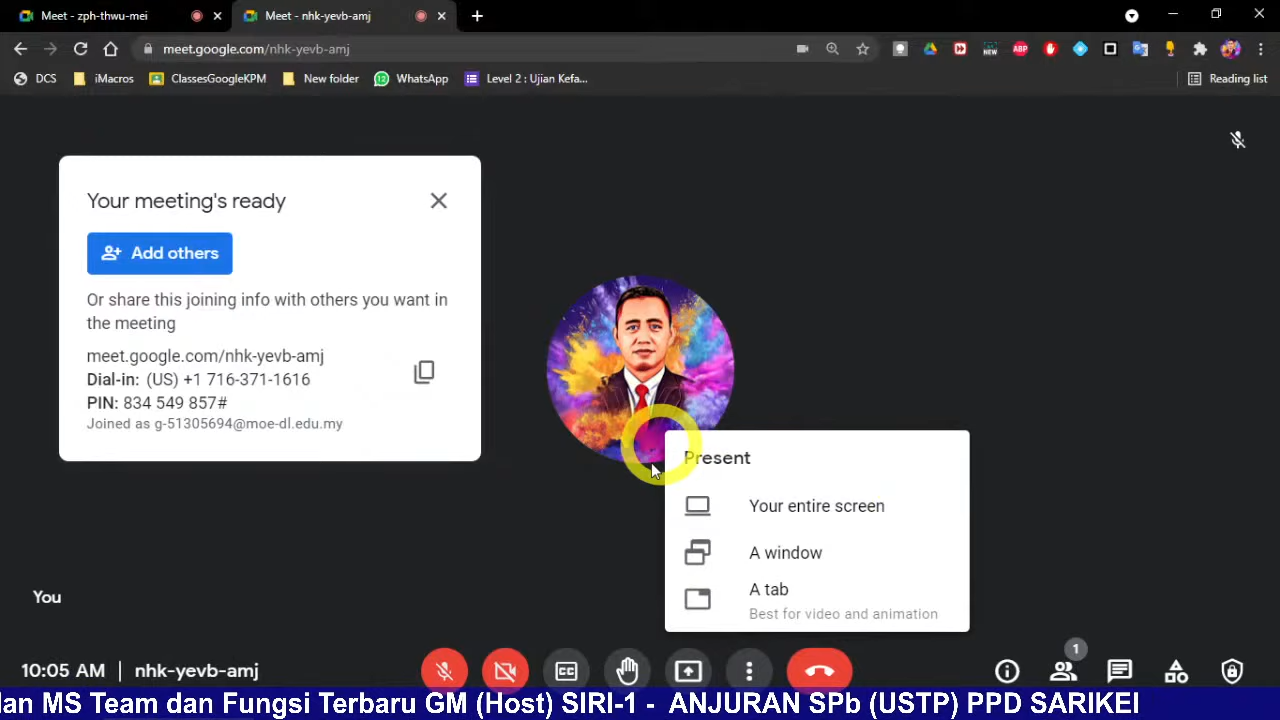 Meet - zph-thwu-mei
Meet - nhk-yevb-amj
meet.google.com/nhk-yevb-amj
NEW
ABP
DCS
iMacros
ClassesGoogleKPM
New folder
12
WhatsApp
Level 2 : Ujian Kefa...
Reading list
Your meeting's ready
Add others
Or share this joining info with others you want in
the meeting
meet.google.com/nhk-yevb-amj
Dial-in: (US) +1 716-371-1616
PIN: 834 549 857#
Joined as g-51305694@moe-dl.edu.my
Present
Your entire screen
A window
A tab
Best for video and animation
You
10:05 AM | nhk-yevb-amj
CC
1
lan MS Team dan Fungsi Terbaru GM (Host) SIRI-1 - ANJURAN SPb (USTP) PPD SARIKEI